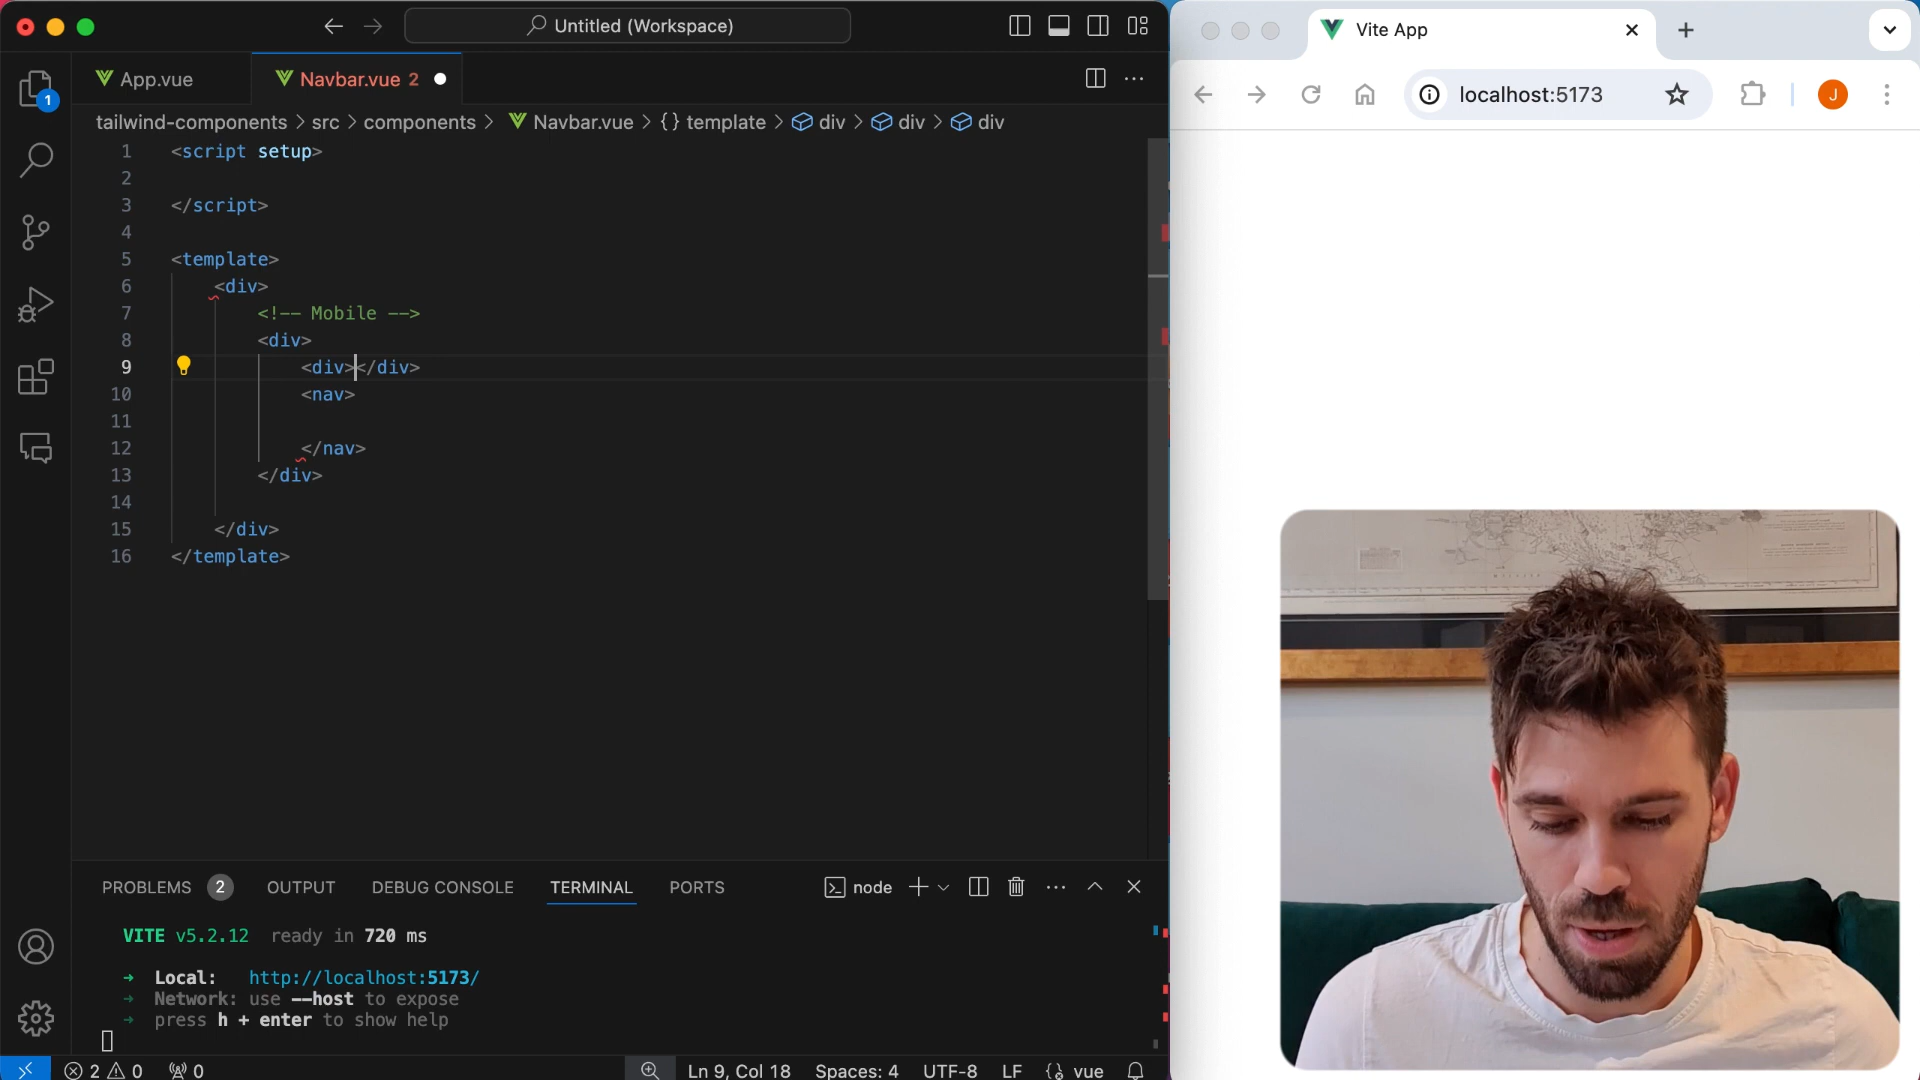 Untitled (Workspace)
App.vue
Navbar.vue 2
1
tailwind-components > src > components > Navbar.vue > {} template > div > div > div
1 <script setup>
2
3 </script>
4
5 <template>
6 <div>
7 <!-- Mobile -->
8 <div>
9 <div></div>
10 <nav>
11
12 </nav>
13 </div>
14
15 </div>
16 </template>
PROBLEMS 2 OUTPUT DEBUG CONSOLE TERMINAL PORTS node
VITE v5.2.12 ready in 720 ms
➜ Local: http://localhost:5173/
➜ Network: use --host to expose
➜ press h + enter to show help
2 0 0 Ln 9, Col 18 Spaces: 4 UTF-8 LF {} vue
Vite App
localhost:5173
J